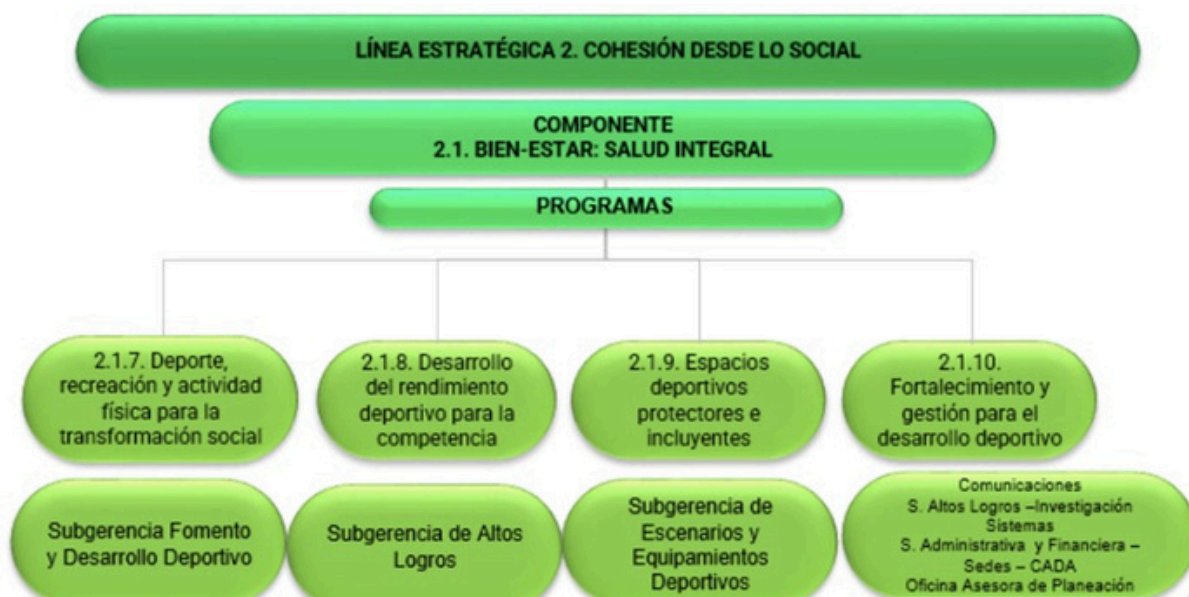 LÍNEA ESTRATÉGICA 2. COHESIÓN DESDE LO SOCIAL
COMPONENTE
2.1. BIEN-ESTAR: SALUD INTEGRAL
PROGRAMAS
2.1.7. Deporte,
recreación y actividad
física para la
transformación social
2.1.8. Desarrollo
del rendimiento
deportivo para la
competencia
2.1.9. Espacios
deportivos
protectores e
incluyentes
2.1.10.
Fortalecimiento y
gestión para el
desarrollo deportivo
Subgerencia Fomento
y Desarrollo Deportivo
Subgerencia de Altos
Logros
Subgerencia de
Escenarios y
Equipamientos
Deportivos
Comunicaciones
S. Altos Logros –Investigación
Sistemas
S. Administrativa y Financiera –
Sedes – CADA
Oficina Asesora de Planeación